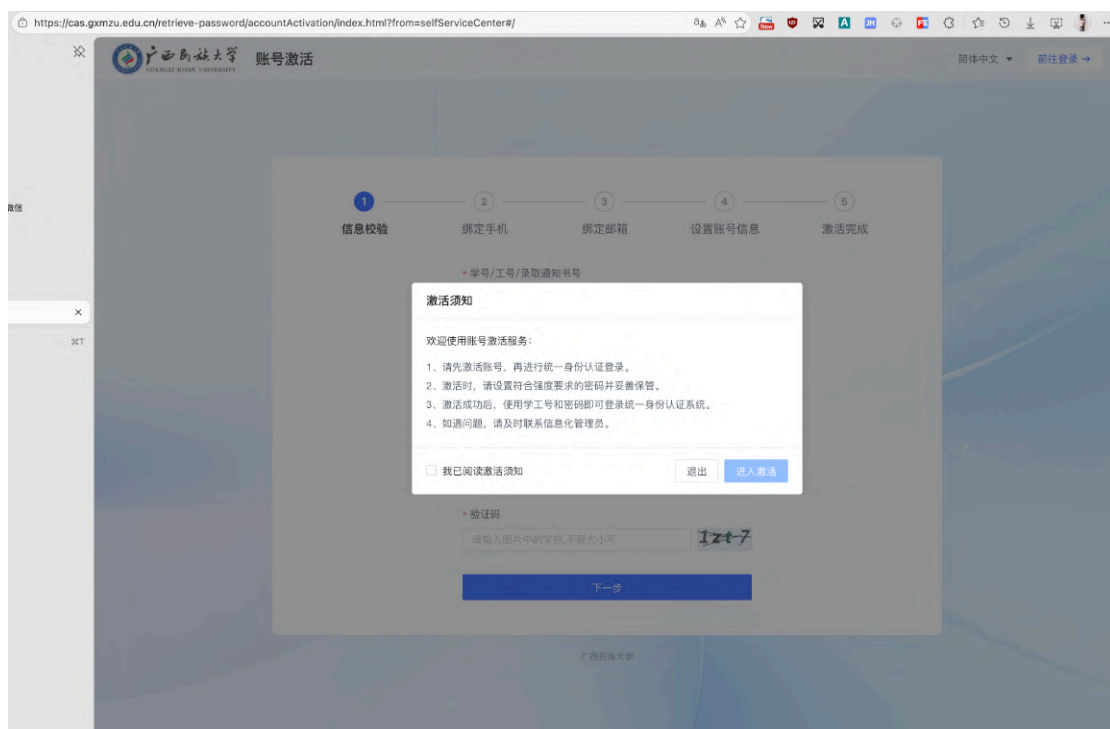 https://cas.gxmzu.edu.cn/retrieve-password/accountActivation/index.html?from=selfServiceCenter#/
广西民族大学
GUANGXI MINZU UNIVERSITY
账号激活
简体中文
前往登录 →
微信
⌘T
1
2
3
4
5
信息校验
绑定手机
绑定邮箱
设置账号信息
激活完成
* 学号/工号/录取通知书号
激活须知
欢迎使用账号激活服务:
1、请先激活账号，再进行统一身份认证登录。
2、激活时，请设置符合强度要求的密码并妥善保管。
3、激活成功后，使用学工号和密码即可登录统一身份认证系统。
4、如遇问题，请及时联系信息化管理员。
我已阅读激活须知
退出
进入激活
* 验证码
请输入图片中的字符,不限大小写
下一步
广西民族大学